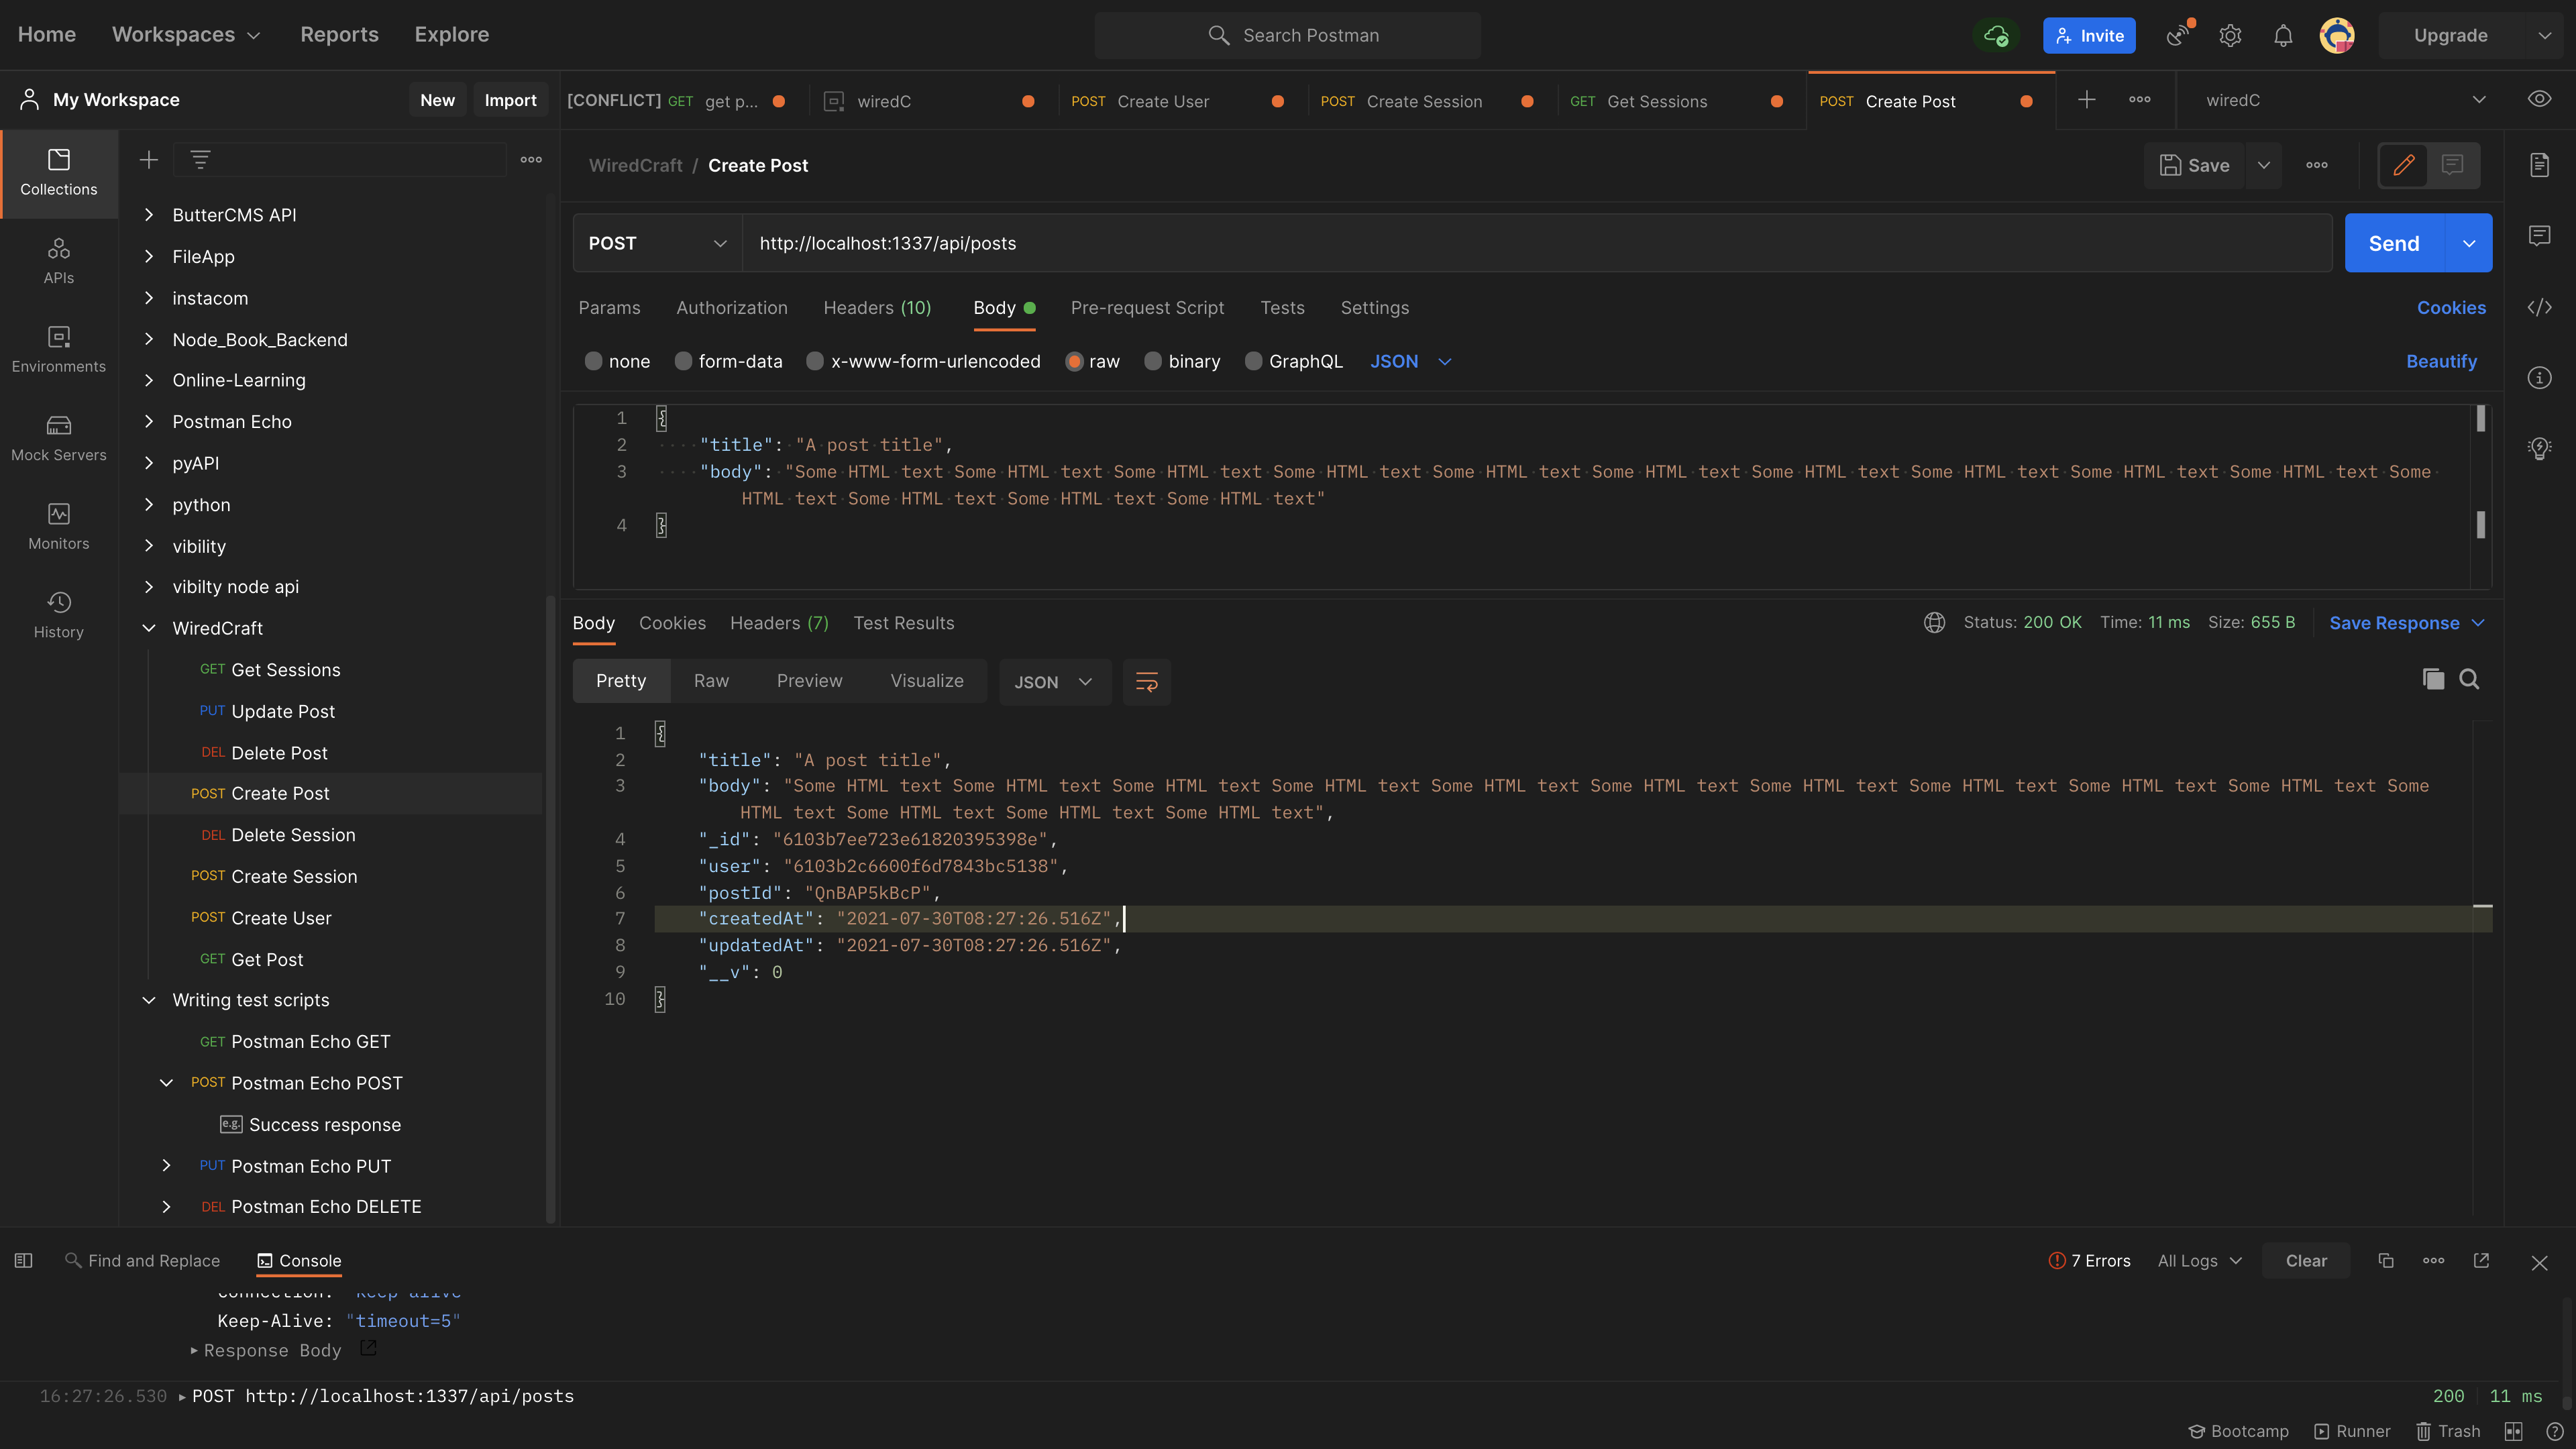 Home Workspaces Reports Explore Search Postman Invite Upgrade
My Workspace New Import [CONFLICT] GET get p... wiredC POST Create User POST Create Session GET Get Sessions POST Create Post wiredC
Collections
APIs
Environments
Mock Servers
Monitors
History
ButterCMS API
FileApp
instacom
Node_Book_Backend
Online-Learning
Postman Echo
pyAPI
python
vibility
vibilty node api
WiredCraft
GET Get Sessions
PUT Update Post
DEL Delete Post
POST Create Post
DEL Delete Session
POST Create Session
POST Create User
GET Get Post
Writing test scripts
GET Postman Echo GET
POST Postman Echo POST
e.g. Success response
PUT Postman Echo PUT
DEL Postman Echo DELETE
WiredCraft / Create Post Save
POST http://localhost:1337/api/posts Send
Params Authorization Headers (10) Body Pre-request Script Tests Settings Cookies
none form-data x-www-form-urlencoded raw binary GraphQL JSON Beautify
1 {
2 "title": "A post title",
3 "body": "Some HTML text Some HTML text Some HTML text Some HTML text Some HTML text Some HTML text Some HTML text Some HTML text Some HTML text Some HTML text Some
HTML text Some HTML text Some HTML text Some HTML text"
4 }
Body Cookies Headers (7) Test Results Status: 200 OK Time: 11 ms Size: 655 B Save Response
Pretty Raw Preview Visualize JSON
1 {
2 "title": "A post title",
3 "body": "Some HTML text Some HTML text Some HTML text Some HTML text Some HTML text Some HTML text Some HTML text Some HTML text Some HTML text Some HTML text Some
HTML text Some HTML text Some HTML text Some HTML text",
4 "_id": "6103b7ee723e61820395398e",
5 "user": "6103b2c6600f6d7843bc5138",
6 "postId": "QnBAP5kBcP",
7 "createdAt": "2021-07-30T08:27:26.516Z",
8 "updatedAt": "2021-07-30T08:27:26.516Z",
9 "__v": 0
10 }
Find and Replace Console 7 Errors All Logs Clear
Connection: "keep-alive"
Keep-Alive: "timeout=5"
Response Body
16:27:26.530 POST http://localhost:1337/api/posts 200 11 ms
Bootcamp Runner Trash